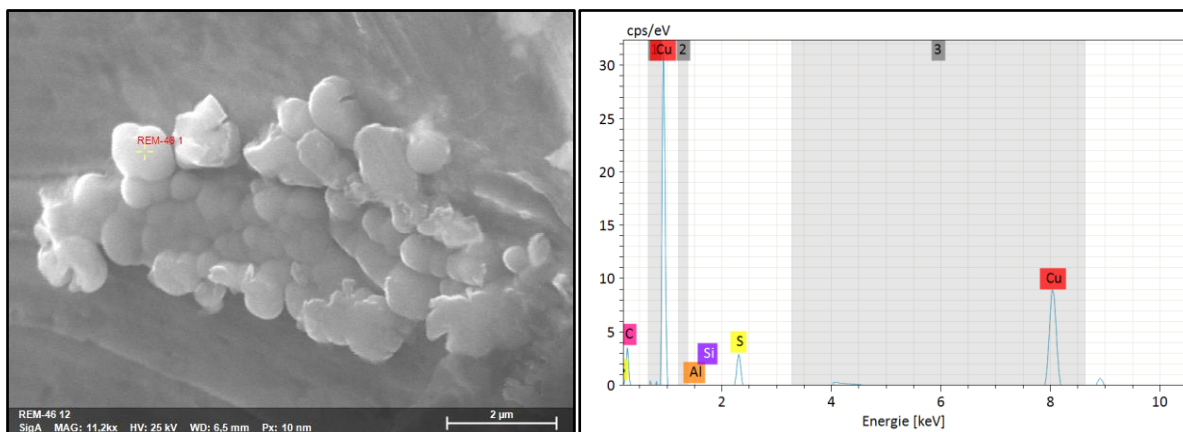 REM-46 1
REM-46 12
SigA MAG: 11,2kx HV: 25 kV WD: 6,5 mm Px: 10 nm
2 µm
cps/eV
Cu 2 3
30
25
20
15
10
5
0
C
Si
Al
S
Cu
2 4 6 8 10
Energie [keV]